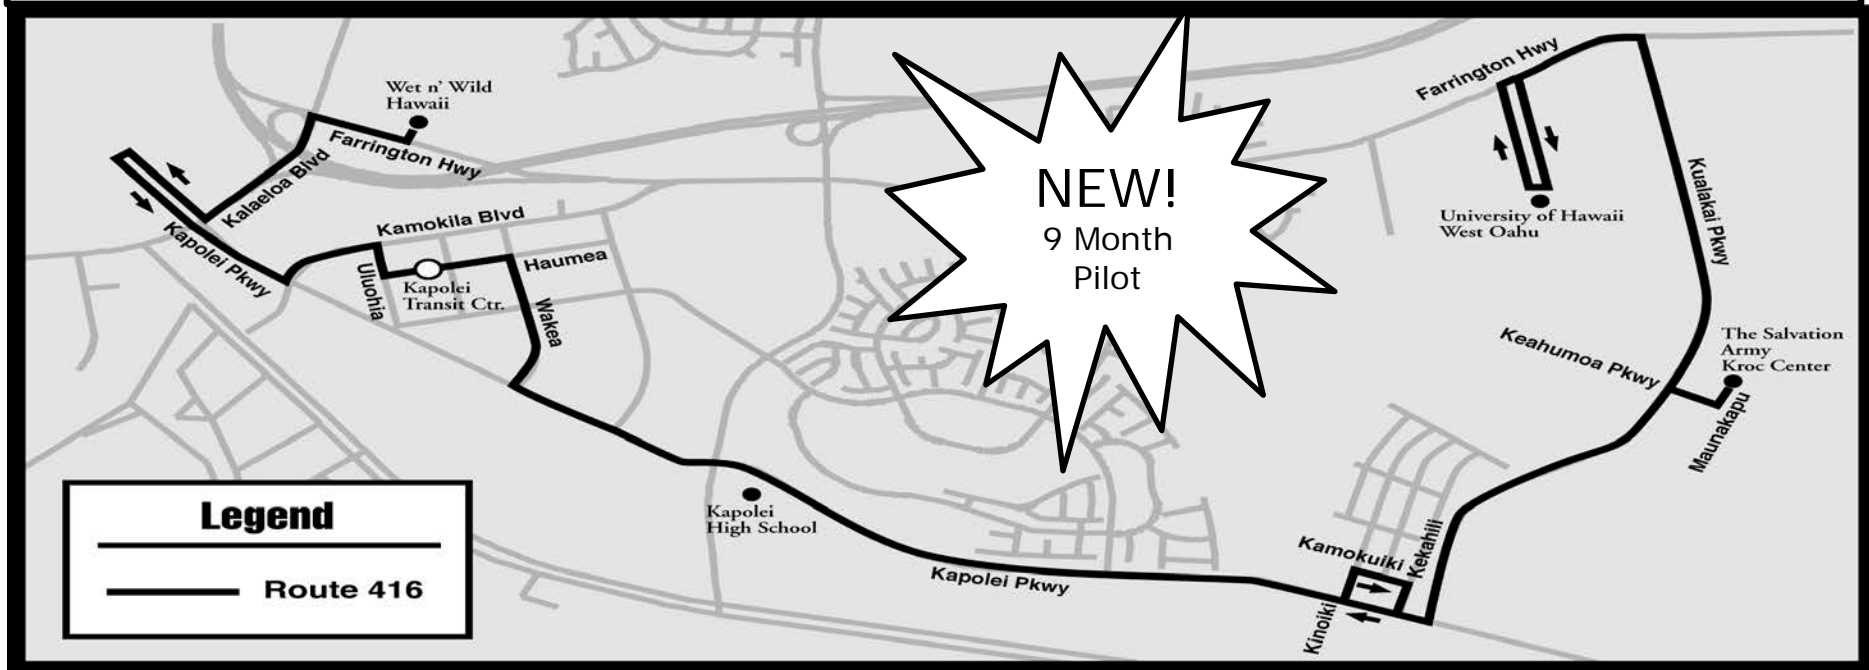 Wet n' Wild
Hawaii
Farrington Hwy
Kalaeloa Blvd
Kapolei Pkwy
Kamokila Blvd
Uluohia
Kapolei
Transit Ctr.
Haumea
Wakea
NEW!
9 Month
Pilot
Farrington Hwy
University of Hawaii
West Oahu
Kualakai Pkwy
Keahumoa Pkwy
The Salvation
Army
Kroc Center
Maunakapu
Kapolei
High School
Kapolei Pkwy
Kamokuiki
Kekahili
Kinoiki
Legend
Route 416